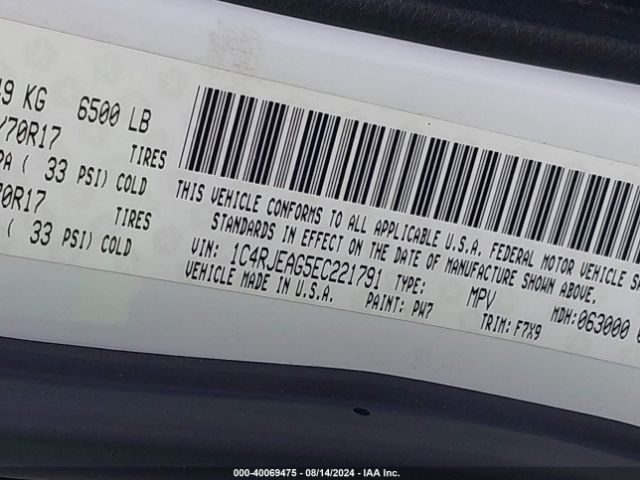 49 KG 6500 LB
/70R17
TIRES
PA ( 33 PSI) COLD
70R17
TIRES
( 33 PSI) COLD
THIS VEHICLE CONFORMS TO ALL APPLICABLE U.S.A. FEDERAL MOTOR VEHICLE
STANDARDS IN EFFECT ON THE DATE OF MANUFACTURE SHOWN ABOVE.
VIN: 1C4RJEAG5EC221791 TYPE: MPV MDH:063000
VEHICLE MADE IN U.S.A. PAINT: PW7 TRIM: F7X9
000-40069475 - 08/14/2024 - IAA Inc.